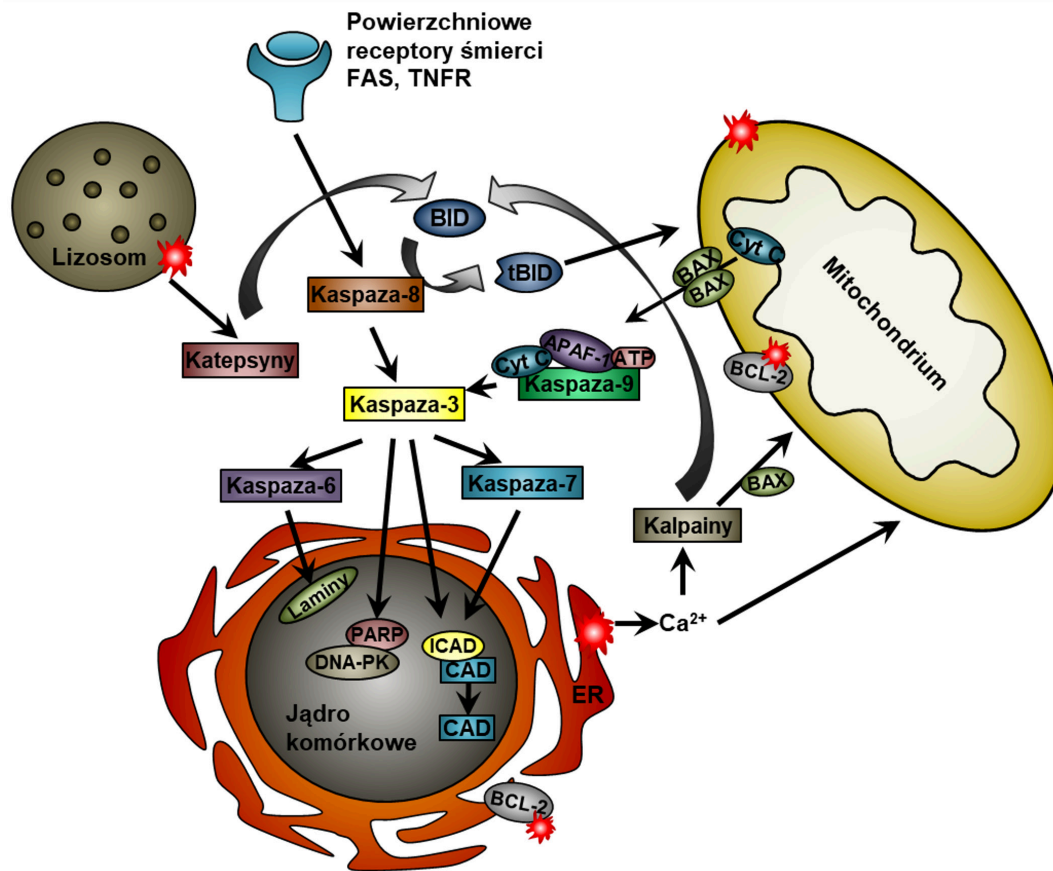 Powierzchniowe
receptory śmierci
FAS, TNFR
Lizosom
BID
tBID
Kaspaza-8
Katepsyny
Cyt C
BAX
BAX
Mitochondrium
Cyt C
APAF-1
ATP
Kaspaza-9
BCL-2
Kaspaza-3
Kaspaza-6
Kaspaza-7
BAX
Kalpainy
Laminy
PARP
DNA-PK
ICAD
CAD
CAD
Ca²⁺
ER
Jądro
komórkowe
BCL-2